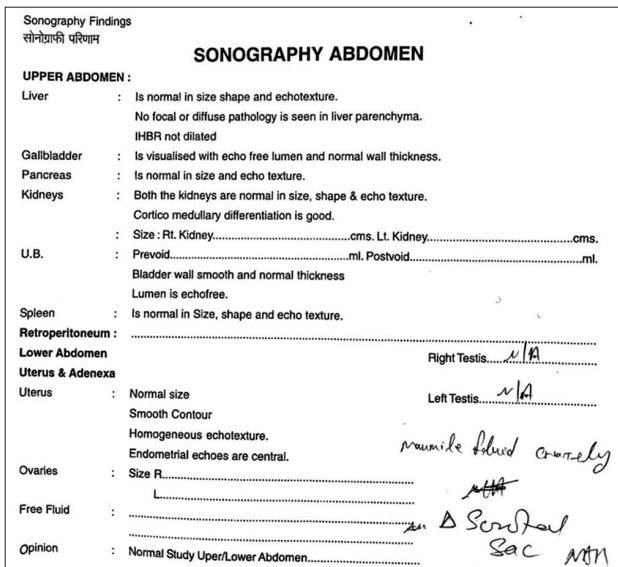 Sonography Findings
सोनोग्राफी परिणाम
SONOGRAPHY ABDOMEN
UPPER ABDOMEN :
Liver : Is normal in size shape and echotexture.
No focal or diffuse pathology is seen in liver parenchyma.
IHBR not dilated
Gallbladder : Is visualised with echo free lumen and normal wall thickness.
Pancreas : Is normal in size and echo texture.
Kidneys : Both the kidneys are normal in size, shape & echo texture.
Cortico medullary differentiation is good.
: Size : Rt. Kidney..............................cms. Lt. Kidney..............................cms.
U.B. : Prevoid..............................ml. Postvoid..............................ml.
Bladder wall smooth and normal thickness
Lumen is echofree.
Spleen : Is normal in Size, shape and echo texture.
Retroperitoneum : ..............................
Lower Abdomen Right Testis...... N/A
Uterus & Adenexa
Uterus : Normal size Left Testis...... N/A
Smooth Contour
Homogeneous echotexture.
Endometrial echoes are central.
Ovaries : Size R..............................
L..............................
Free Fluid : ..............................
Scrotal
Sac
Opinion : Normal Study Uper/Lower Abdomen..............................